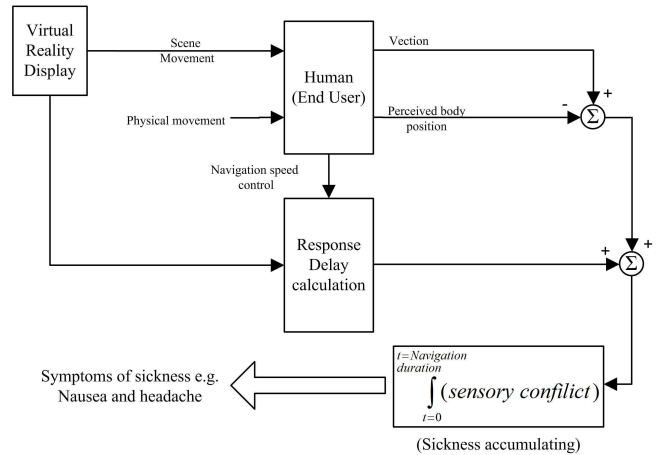 Virtual
Reality
Display
Scene
Movement
Physical movement
Human
(End User)
Vection
+
-
Perceived body
position
Σ
Navigation speed
control
Response
Delay
calculation
+
+
Σ
t=Navigation
duration
∫(sensory confilict)
t=0
(Sickness accumulating)
Symptoms of sickness e.g.
Nausea and headache